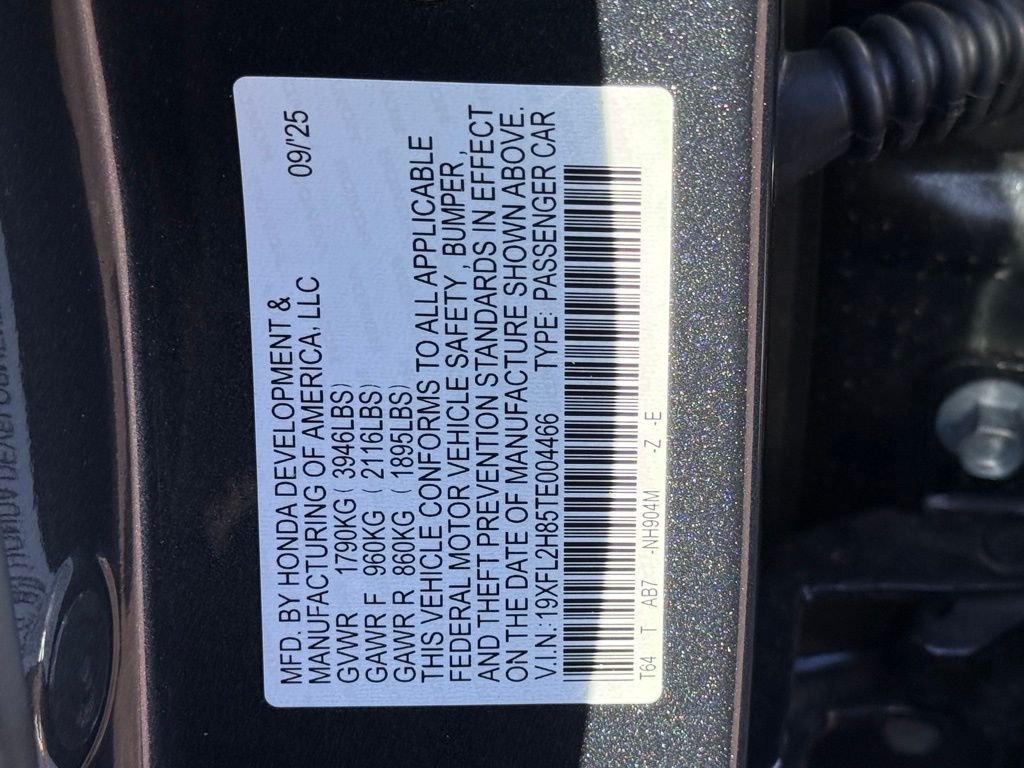 MFD. BY HONDA DEVELOPMENT &
MANUFACTURING OF AMERICA, LLC 09/'25
GVWR 1790KG ( 3946LBS)
GAWR F 960KG ( 2116LBS)
GAWR R 860KG ( 1895LBS)
THIS VEHICLE CONFORMS TO ALL APPLICABLE
FEDERAL MOTOR VEHICLE SAFETY, BUMPER,
AND THEFT PREVENTION STANDARDS IN EFFECT
ON THE DATE OF MANUFACTURE SHOWN ABOVE.
V.I.N.:19XFL2H85TE004466 TYPE: PASSENGER CAR
T64 T AB7 -NH904M -Z -E